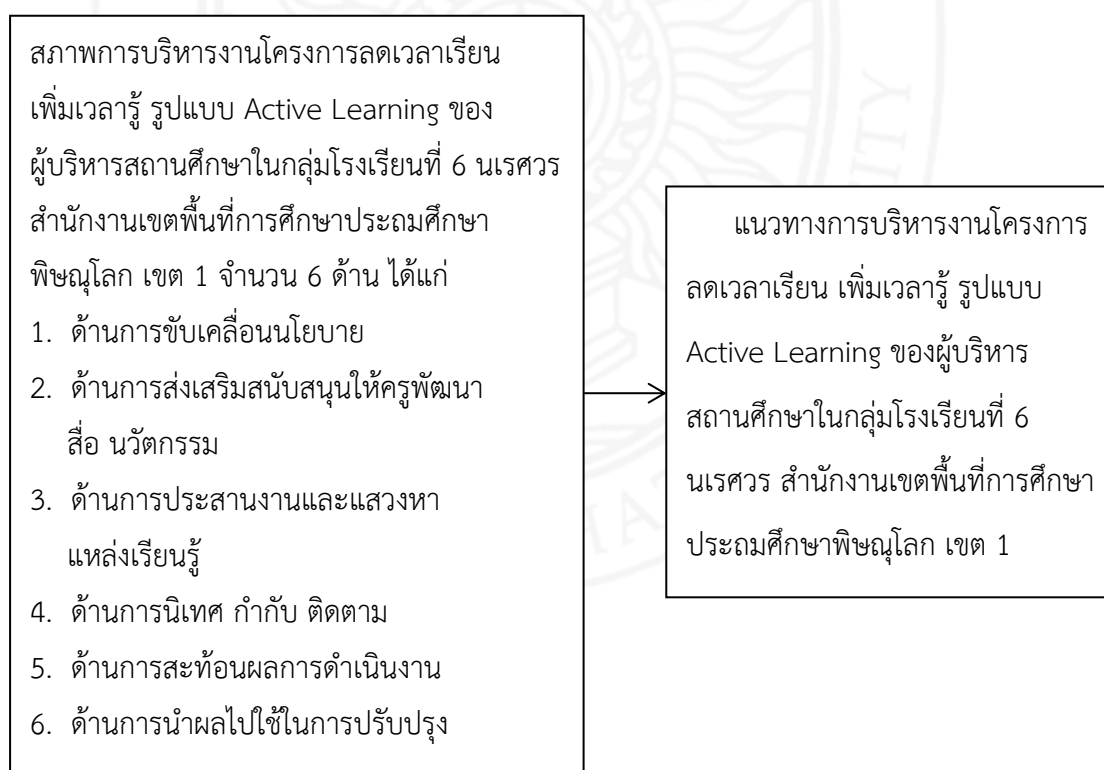 สภาพการบริหารงานโครงการลดเวลาเรียน
เพิ่มเวลารู้ รูปแบบ Active Learning ของ
ผู้บริหารสถานศึกษาในกลุ่มโรงเรียนที่ 6 นเรศวร
สำนักงานเขตพื้นที่การศึกษาประถมศึกษา
พิษณุโลก เขต 1 จำนวน 6 ด้าน ได้แก่
1. ด้านการขับเคลื่อนนโยบาย
2. ด้านการส่งเสริมสนับสนุนให้ครูพัฒนา
สื่อ นวัตกรรม
3. ด้านการประสานงานและแสวงหา
แหล่งเรียนรู้
4. ด้านการนิเทศ กำกับ ติดตาม
5. ด้านการสะท้อนผลการดำเนินงาน
6. ด้านการนำผลไปใช้ในการปรับปรุง
แนวทางการบริหารงานโครงการ
ลดเวลาเรียน เพิ่มเวลารู้ รูปแบบ
Active Learning ของผู้บริหาร
สถานศึกษาในกลุ่มโรงเรียนที่ 6
นเรศวร สำนักงานเขตพื้นที่การศึกษา
ประถมศึกษาพิษณุโลก เขต 1